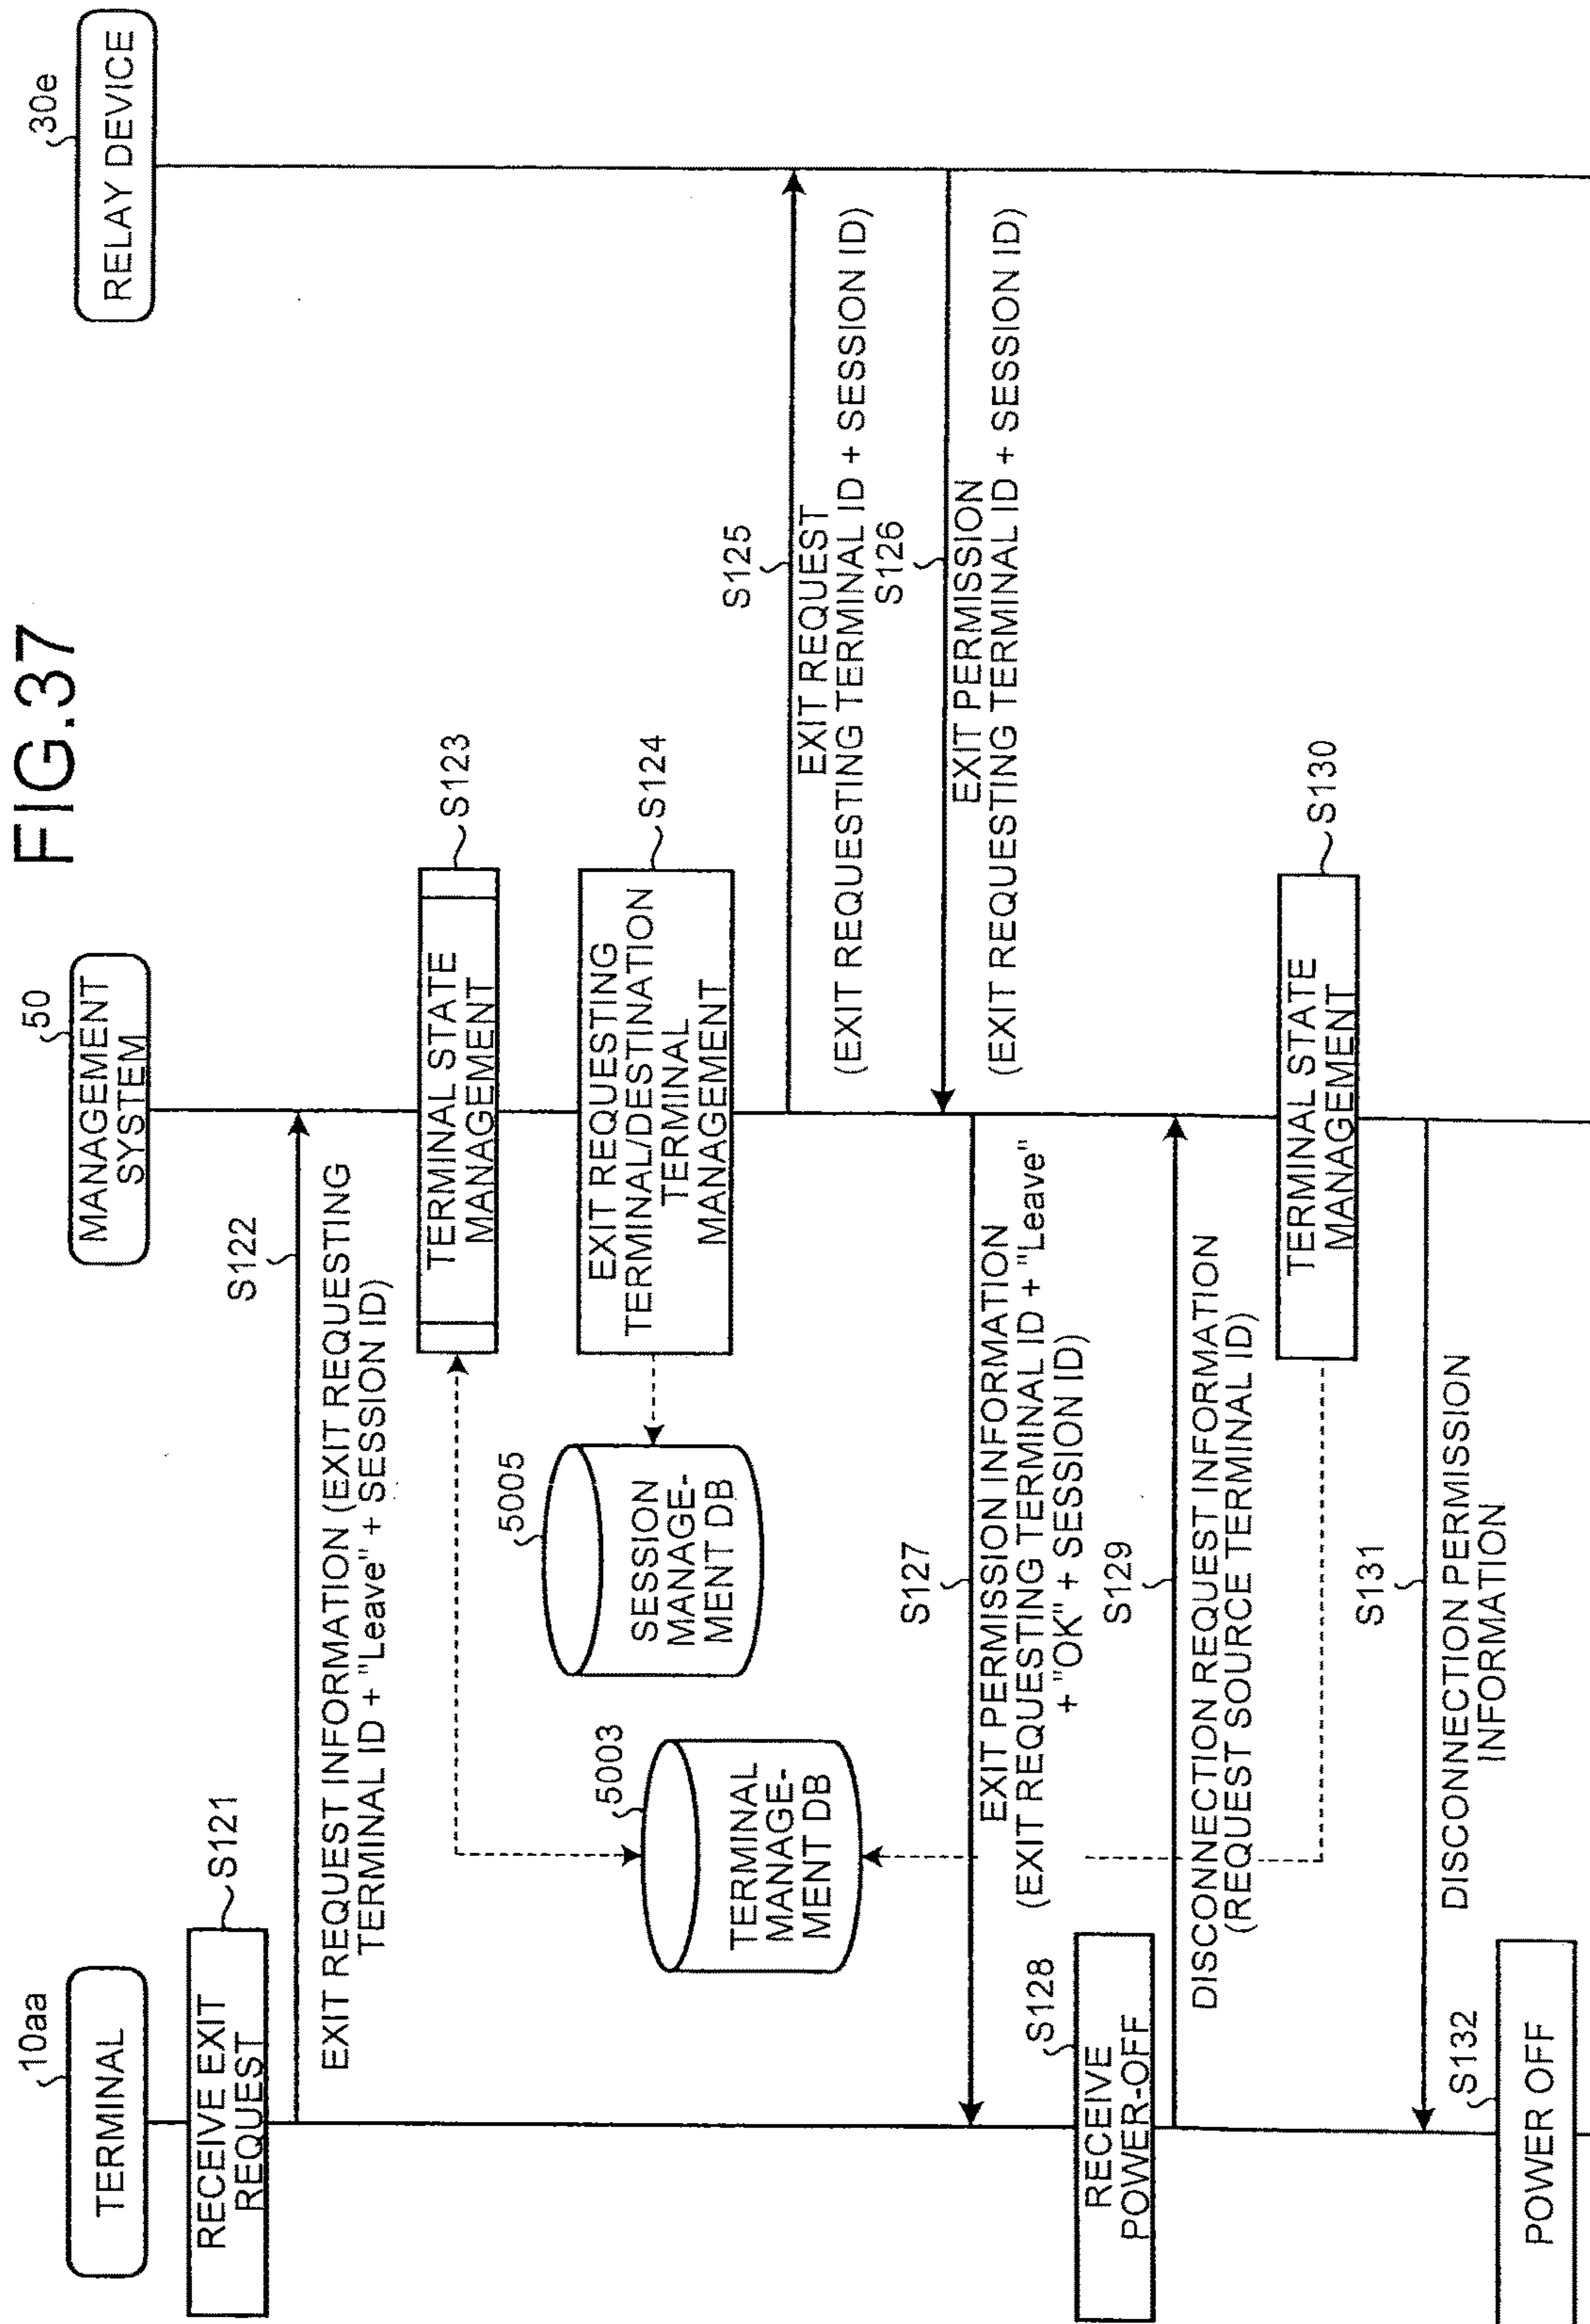 FIG.37
10aa
TERMINAL
50
MANAGEMENT
SYSTEM
30e
RELAY DEVICE
RECEIVE EXIT
REQUEST
S121
S122
EXIT REQUEST INFORMATION (EXIT REQUESTING
TERMINAL ID + "Leave" + SESSION ID)
TERMINAL STATE
MANAGEMENT
S123
EXIT REQUESTING
TERMINAL/DESTINATION
TERMINAL
MANAGEMENT
S124
5005
SESSION
MANAGE-
MENT DB
5003
TERMINAL
MANAGE-
MENT DB
S125
EXIT REQUEST
(EXIT REQUESTING TERMINAL ID + SESSION ID)
S126
EXIT PERMISSION
(EXIT REQUESTING TERMINAL ID + SESSION ID)
S127
EXIT PERMISSION INFORMATION
(EXIT REQUESTING TERMINAL ID + "Leave"
+ "OK" + SESSION ID)
S128
RECEIVE
POWER-OFF
S129
DISCONNECTION REQUEST INFORMATION
(REQUEST SOURCE TERMINAL ID)
TERMINAL STATE
MANAGEMENT
S130
S131
DISCONNECTION PERMISSION
INFORMATION
S132
POWER OFF